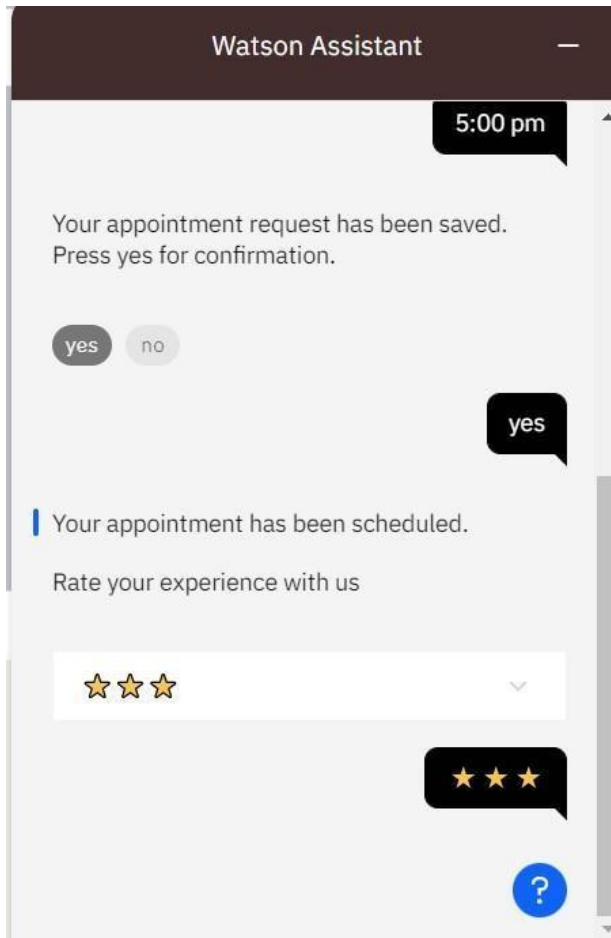 Watson Assistant
5:00 pm
Your appointment request has been saved.
Press yes for confirmation.
yes no
yes
Your appointment has been scheduled.
Rate your experience with us
⭐⭐⭐
★ ★ ★
?